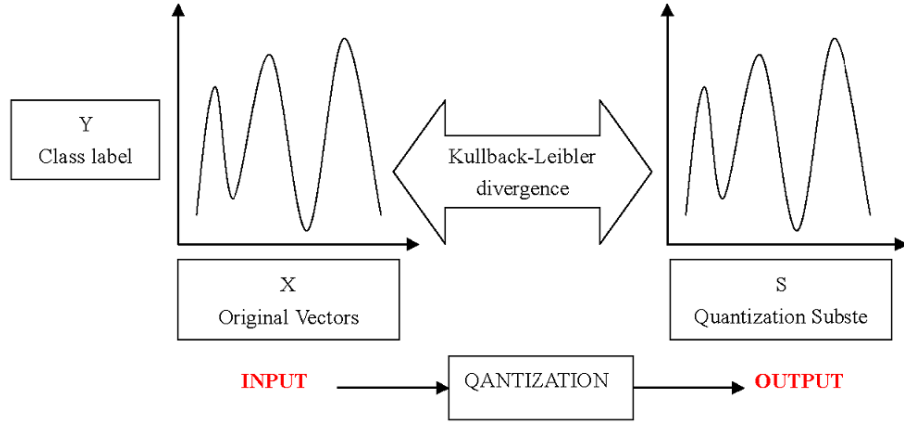 Y
Class label
Kullback-Leibler
divergence
X
Original Vectors
S
Quantization Subste
INPUT
QANTIZATION
OUTPUT